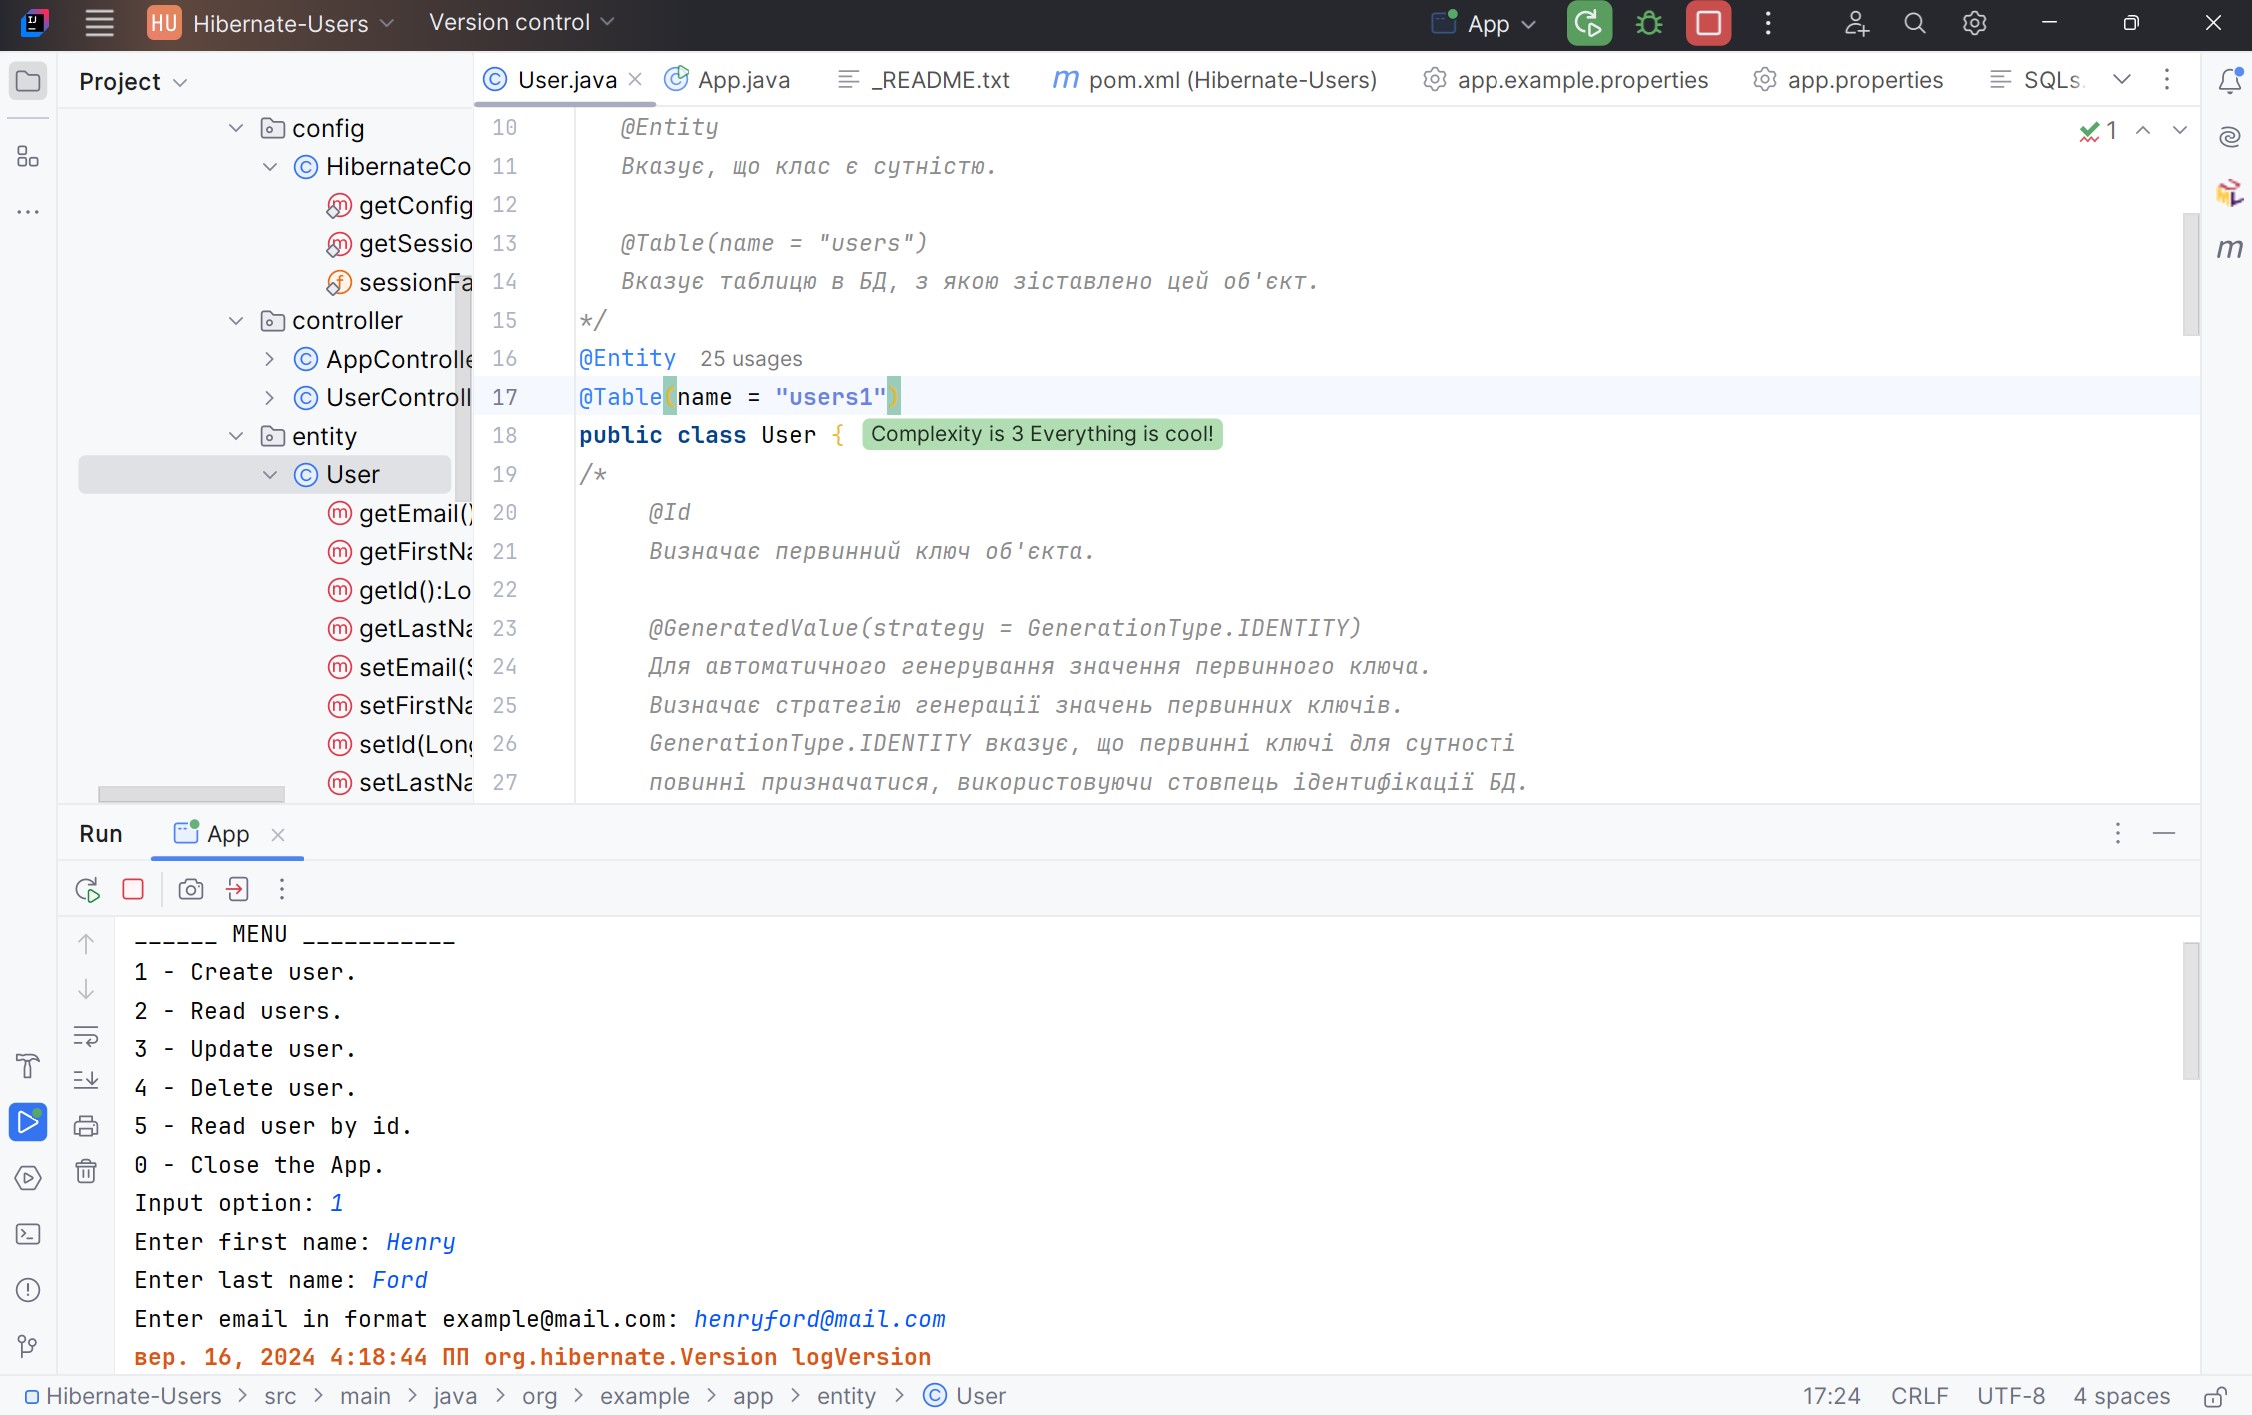 HU Hibernate-Users Version control App
Project
User.java App.java _README.txt pom.xml (Hibernate-Users) app.example.properties app.properties SQLs
config
HibernateCo
getConfig
getSessio
sessionFa
controller
AppControlle
UserControll
entity
User
getEmail()
getFirstNa
getId():Lo
getLastNa
setEmail(S
setFirstNa
setId(Long
setLastNa
1
10 @Entity
11 Вказує, що клас є сутністю.
12
13 @Table(name = "users")
14 Вказує таблицю в БД, з якою зіставлено цей об'єкт.
15 */
16 @Entity 25 usages
17 @Table(name = "users1")
18 public class User { Complexity is 3 Everything is cool!
19 /*
20 @Id
21 Визначає первинний ключ об'єкта.
22
23 @GeneratedValue(strategy = GenerationType.IDENTITY)
24 Для автоматичного генерування значення первинного ключа.
25 Визначає стратегію генерації значень первинних ключів.
26 GenerationType.IDENTITY вказує, що первинні ключі для сутності
27 повинні призначатися, використовуючи стовпець ідентифікації БД.
Run App
______ MENU ___________
1 - Create user.
2 - Read users.
3 - Update user.
4 - Delete user.
5 - Read user by id.
0 - Close the App.
Input option: 1
Enter first name: Henry
Enter last name: Ford
Enter email in format example@mail.com: henryford@mail.com
вер. 16, 2024 4:18:44 ПП org.hibernate.Version logVersion
Hibernate-Users > src > main > java > org > example > app > entity > User 17:24 CRLF UTF-8 4 spaces